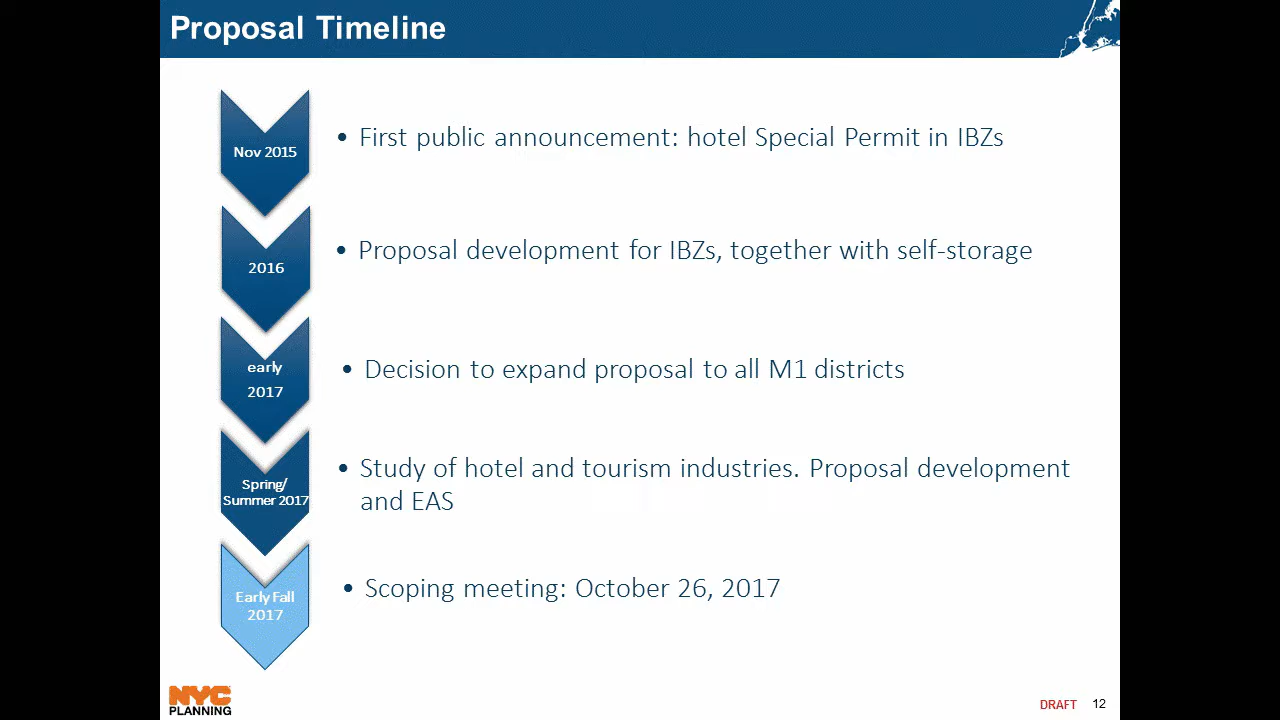 Proposal Timeline
Nov 2015
• First public announcement: hotel Special Permit in IBZs
2016
• Proposal development for IBZs, together with self-storage
early
2017
• Decision to expand proposal to all M1 districts
Spring/
Summer 2017
• Study of hotel and tourism industries. Proposal development
and EAS
Early Fall
2017
• Scoping meeting: October 26, 2017
NYC
PLANNING
DRAFT 12